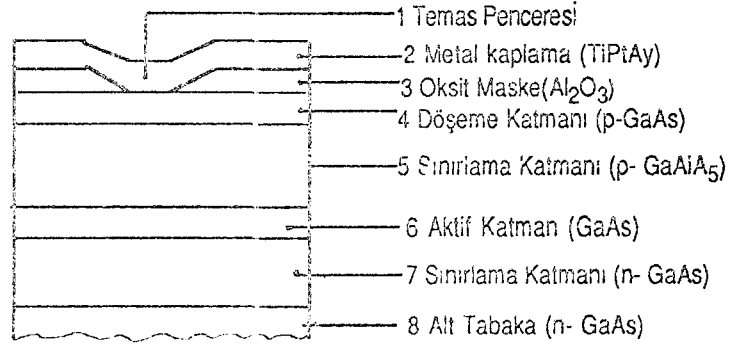 1 Temas Penceresi
2 Metal kaplama (TiPtAy)
3 Oksit Maske(Al₂O₃)
4 Döşeme Katmanı (p-GaAs)
5 Sınırlama Katmanı (p- GaAiA₅)
6 Aktif Katman (GaAs)
7 Sınırlama Katmanı (n- GaAs)
8 Alt Tabaka (n- GaAs)